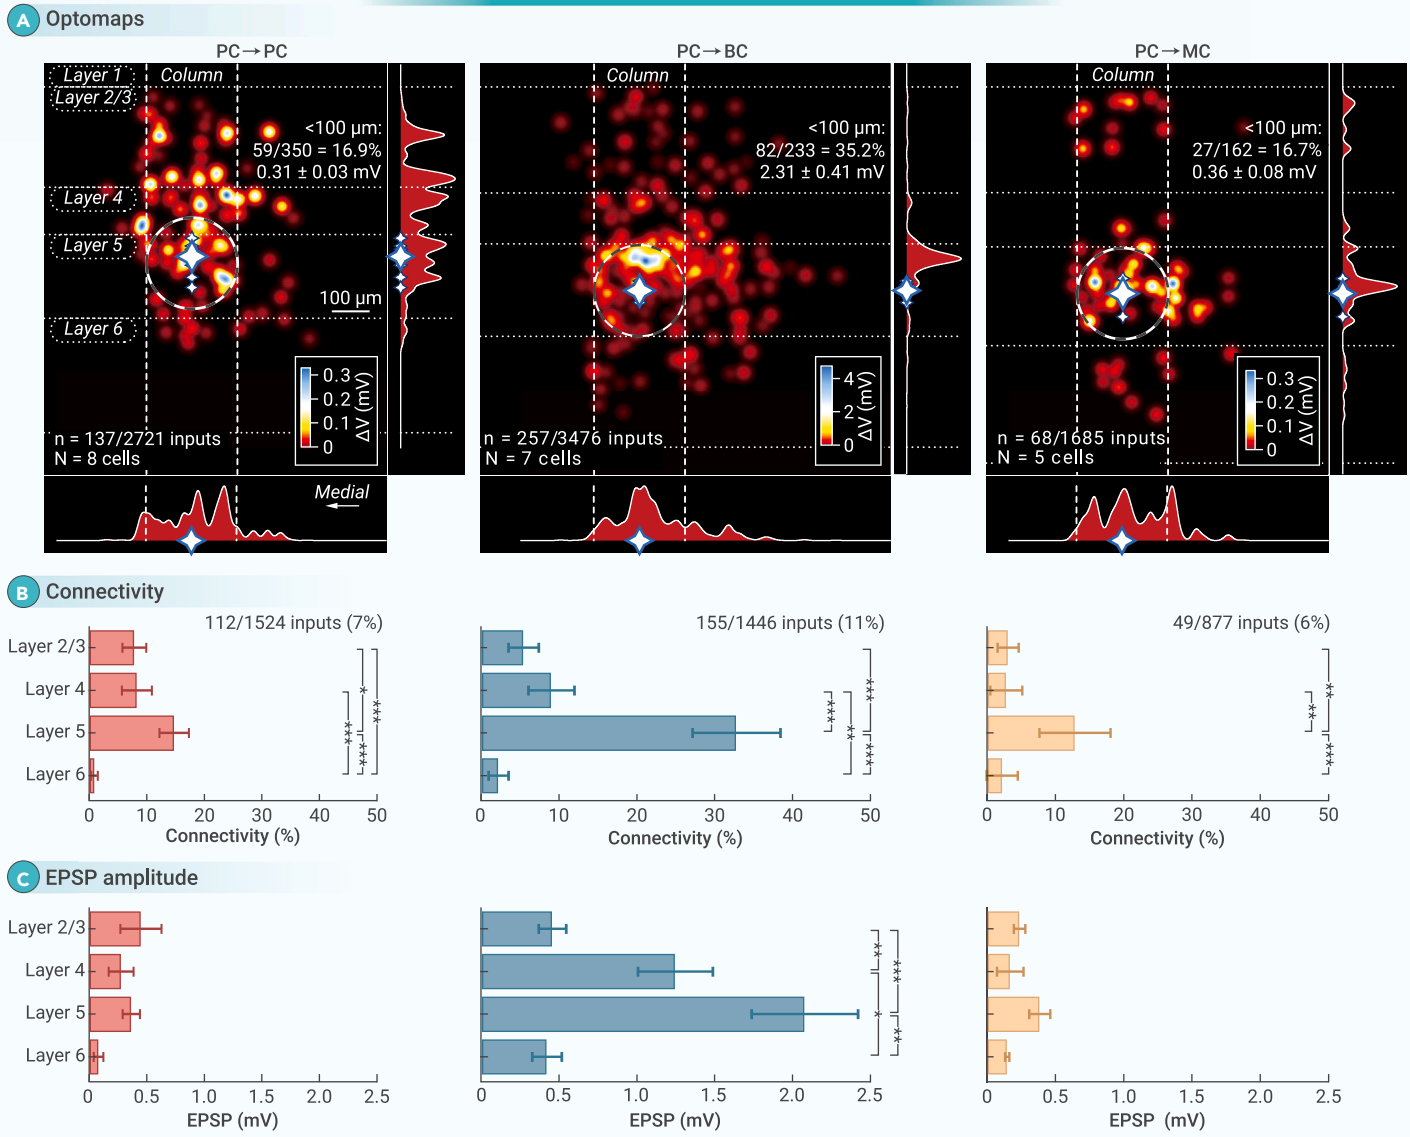 A Optomaps
PC→PC
PC→BC
PC→MC
Layer 1
Column
Column
Column
Layer 2/3
<100 µm:
59/350 = 16.9%
0.31 ± 0.03 mV
<100 µm:
82/233 = 35.2%
2.31 ± 0.41 mV
<100 µm:
27/162 = 16.7%
0.36 ± 0.08 mV
Layer 4
Layer 5
100 µm
Layer 6
0.3
0.2
0.1
0
ΔV (mV)
4
2
0
ΔV (mV)
0.3
0.2
0.1
0
ΔV (mV)
n = 137/2721 inputs
N = 8 cells
n = 257/3476 inputs
N = 7 cells
n = 68/1685 inputs
N = 5 cells
Medial
←
B Connectivity
112/1524 inputs (7%)
155/1446 inputs (11%)
49/877 inputs (6%)
Layer 2/3
Layer 4
Layer 5
Layer 6
*** * *** ***
*** ** *** ***
** ** ***
0 10 20 30 40 50
Connectivity (%)
0 10 20 30 40 50
Connectivity (%)
0 10 20 30 40 50
Connectivity (%)
C EPSP amplitude
Layer 2/3
Layer 4
Layer 5
Layer 6
** * *** **
0 0.5 1.0 1.5 2.0 2.5
EPSP (mV)
0 0.5 1.0 1.5 2.0 2.5
EPSP (mV)
0 0.5 1.0 1.5 2.0 2.5
EPSP (mV)